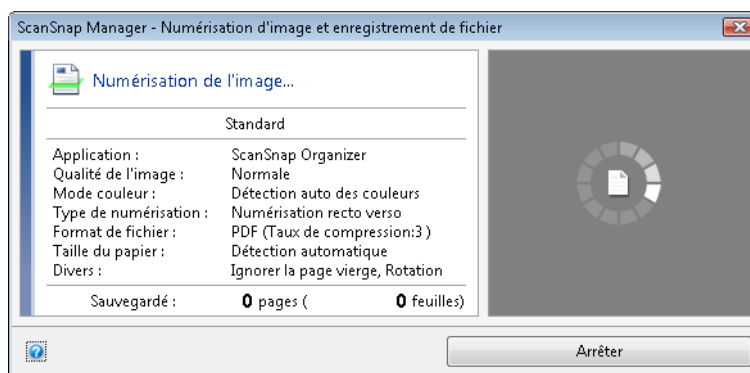 ScanSnap Manager - Numérisation d'image et enregistrement de fichier
Numérisation de l'image...
Standard
Application : ScanSnap Organizer
Qualité de l'image : Normale
Mode couleur : Détection auto des couleurs
Type de numérisation : Numérisation recto verso
Format de fichier : PDF (Taux de compression:3 )
Taille du papier : Détection automatique
Divers : Ignorer la page vierge, Rotation
Sauvegardé : 0 pages ( 0 feuilles)
Arrêter